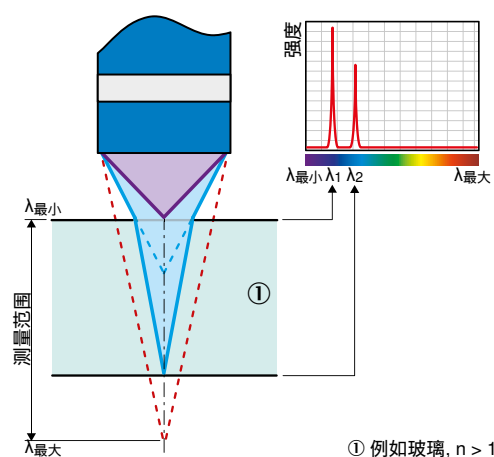 强度
λ最小 λ1 λ2 λ最大
λ最小
①
测量范围
λ最大
① 例如玻璃, n > 1